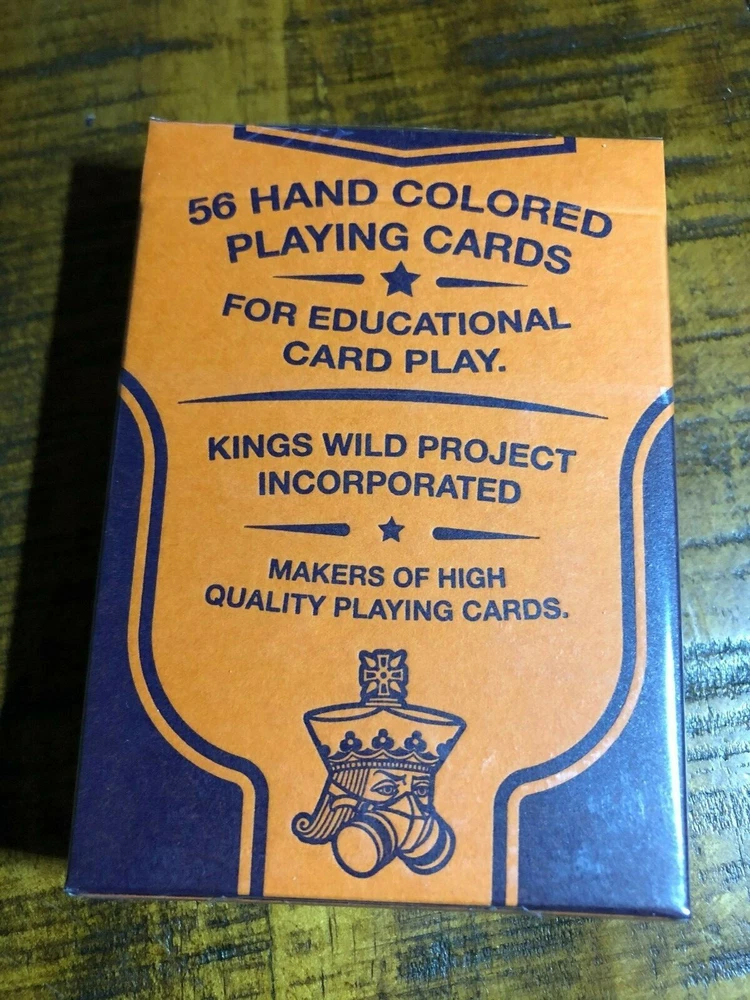 56 HAND COLORED
PLAYING CARDS
FOR EDUCATIONAL
CARD PLAY.
KINGS WILD PROJECT
INCORPORATED
MAKERS OF HIGH
QUALITY PLAYING CARDS.